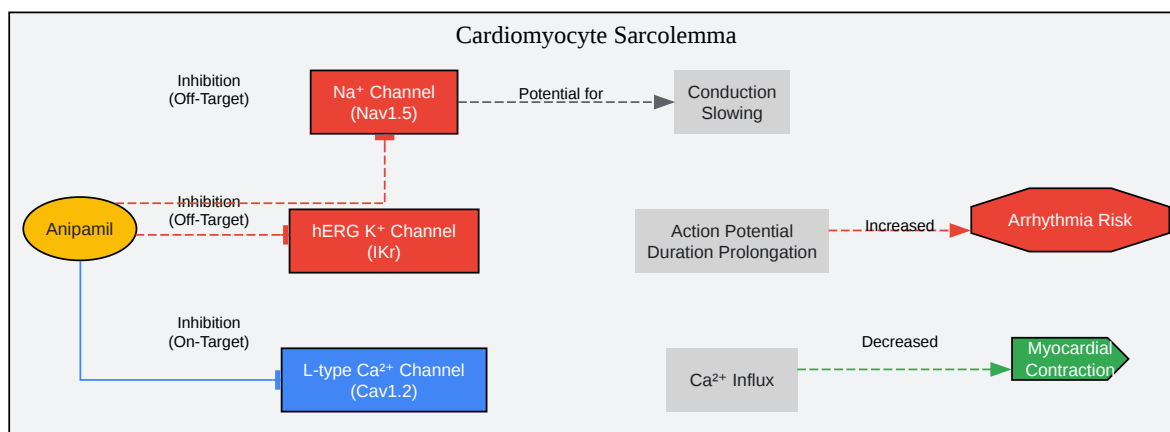 Cardiomyocyte Sarcolemma
Inhibition
(Off-Target)
Na⁺ Channel
(Nav1.5)
Potential for
Conduction
Slowing
Anipamil
Inhibition
(Off-Target)
hERG K⁺ Channel
(IKr)
Action Potential
Duration Prolongation
Increased
Arrhythmia Risk
Inhibition
(On-Target)
L-type Ca²⁺ Channel
(Cav1.2)
Ca²⁺ Influx
Decreased
Myocardial
Contraction